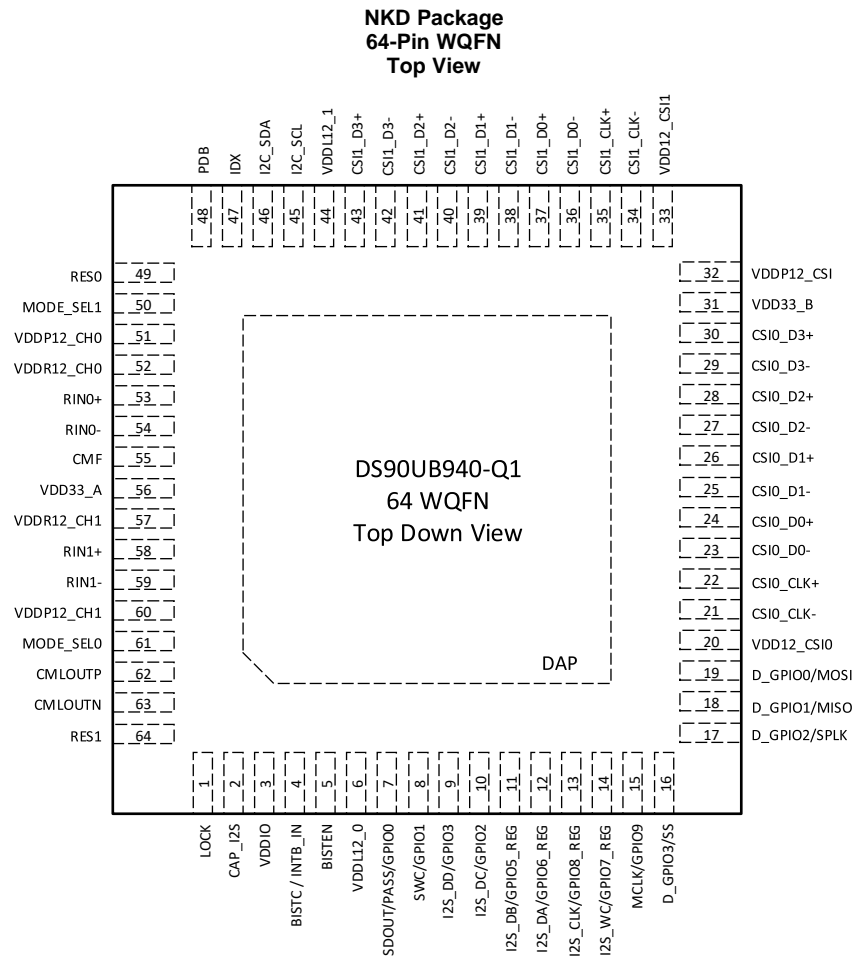 NKD Package
64-Pin WQFN
Top View
PDB
IDX
I2C_SDA
I2C_SCL
VDDL12_1
CSI1_D3+
CSI1_D3-
CSI1_D2+
CSI1_D2-
CSI1_D1+
CSI1_D1-
CSI1_D0+
CSI1_D0-
CSI1_CLK+
CSI1_CLK-
VDD12_CSI1
48
47
46
45
44
43
42
41
40
39
38
37
36
35
34
33
RES0 49
MODE_SEL1 50
VDDP12_CH0 51
VDDR12_CH0 52
RIN0+ 53
RIN0- 54
CMF 55
VDD33_A 56
VDDR12_CH1 57
RIN1+ 58
RIN1- 59
VDDP12_CH1 60
MODE_SEL0 61
CMLOUTP 62
CMLOUTN 63
RES1 64
DS90UB940-Q1
64 WQFN
Top Down View
DAP
32 VDDP12_CSI
31 VDD33_B
30 CSI0_D3+
29 CSI0_D3-
28 CSI0_D2+
27 CSI0_D2-
26 CSI0_D1+
25 CSI0_D1-
24 CSI0_D0+
23 CSI0_D0-
22 CSI0_CLK+
21 CSI0_CLK-
20 VDD12_CSI0
19 D_GPIO0/MOSI
18 D_GPIO1/MISO
17 D_GPIO2/SPLK
1
2
3
4
5
6
7
8
9
10
11
12
13
14
15
16
LOCK
CAP_I2S
VDDIO
BISTC / INTB_IN
BISTEN
VDDL12_0
SDOUT/PASS/GPIO0
SWC/GPIO1
I2S_DD/GPIO3
I2S_DC/GPIO2
I2S_DB/GPIO5_REG
I2S_DA/GPIO6_REG
I2S_CLK/GPIO8_REG
I2S_WC/GPIO7_REG
MCLK/GPIO9
D_GPIO3/SS